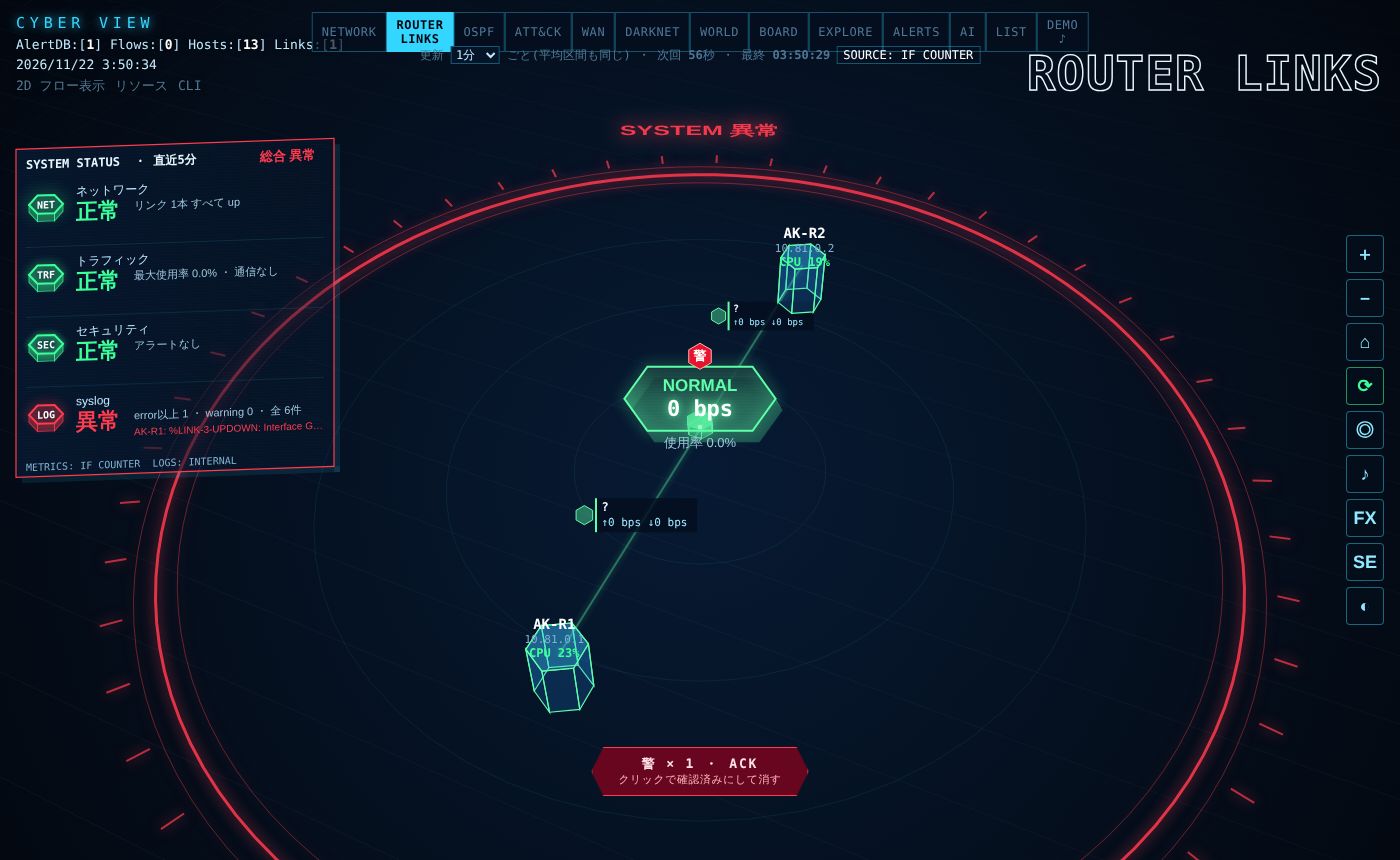 CYBER VIEW
AlertDB:[1] Flows:[0] Hosts:[13] Links:[1]
2026/11/22 3:50:34
2D フロー表示 リソース CLI
NETWORK
ROUTER LINKS
OSPF
ATT&CK
WAN
DARKNET
WORLD
BOARD
EXPLORE
ALERTS
AI
LIST
DEMO ♪
更新 1分 ごと(平均区間も同じ) · 次回 56秒 · 最終 03:50:29 SOURCE: IF COUNTER
ROUTER LINKS
SYSTEM 異常
SYSTEM STATUS · 直近5分 総合 異常
NET
ネットワーク
正常 リンク 1本 すべて up
TRF
トラフィック
正常 最大使用率 0.0% · 通信なし
SEC
セキュリティ
正常 アラートなし
LOG
syslog
異常 error以上 1 · warning 0 · 全 6件
AK-R1: %LINK-3-UPDOWN: Interface G…
METRICS: IF COUNTER LOGS: INTERNAL
AK-R2
10.81.0.2
CPU 19%
?
↑0 bps ↓0 bps
警
NORMAL
0 bps
使用率 0.0%
?
↑0 bps ↓0 bps
AK-R1
10.81.0.1
CPU 23%
警 × 1 · ACK
クリックで確認済みにして消す
+
−
⌂
⟳
◎
♪
FX
SE
◐